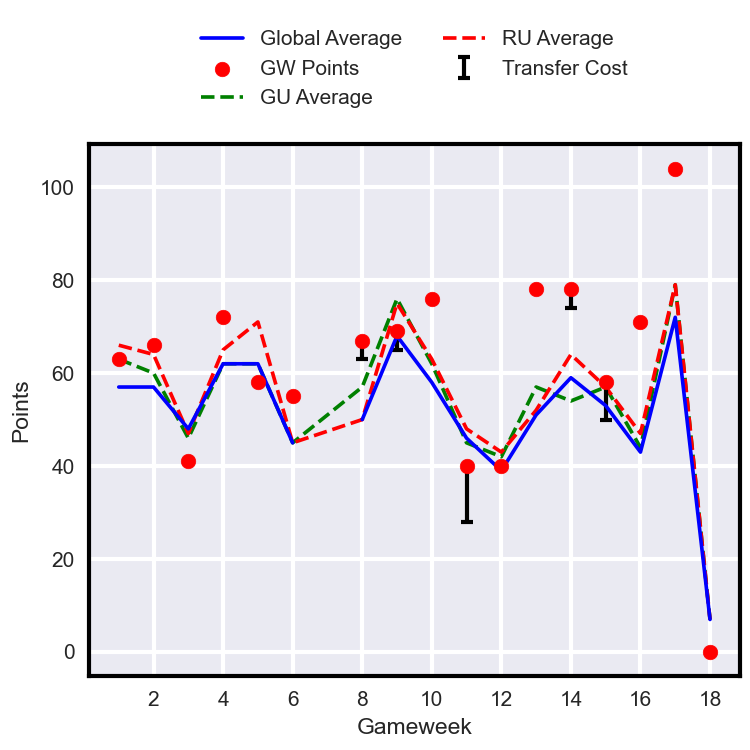 Global Average
GW Points
GU Average
RU Average
Transfer Cost
Points
100
80
60
40
20
0
2 4 6 8 10 12 14 16 18
Gameweek